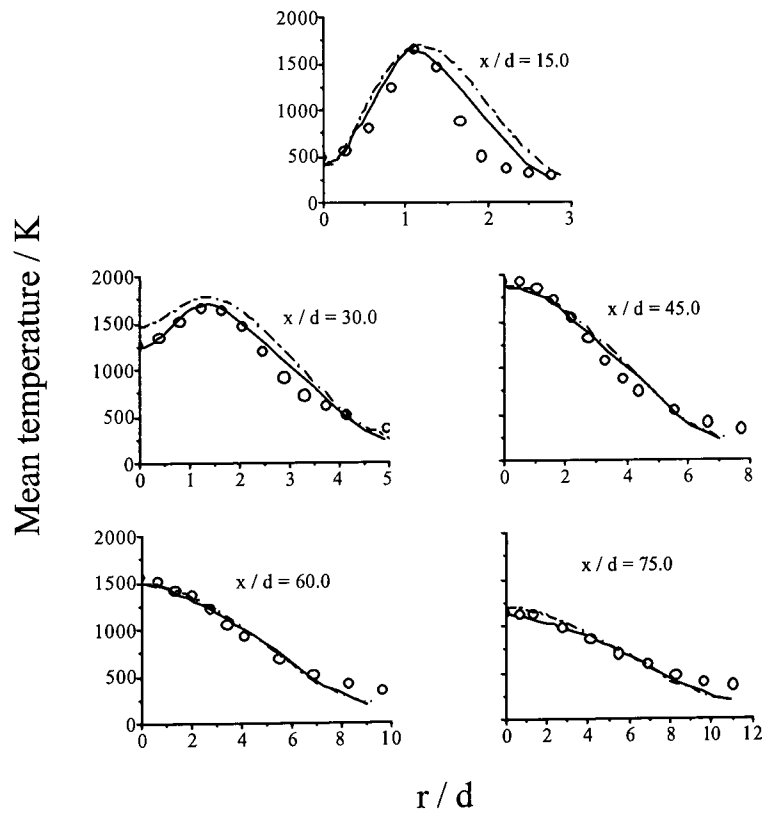 2000
1500
x / d = 15.0
1000
500
0
0 1 2 3
Mean temperature / K
2000
1500
x / d = 30.0
1000
500
0
0 1 2 3 4 5
x / d = 45.0
0 2 4 6 8
2000
1500
x / d = 60.0
1000
500
0
0 2 4 6 8 10
x / d = 75.0
0 2 4 6 8 10 12
r / d